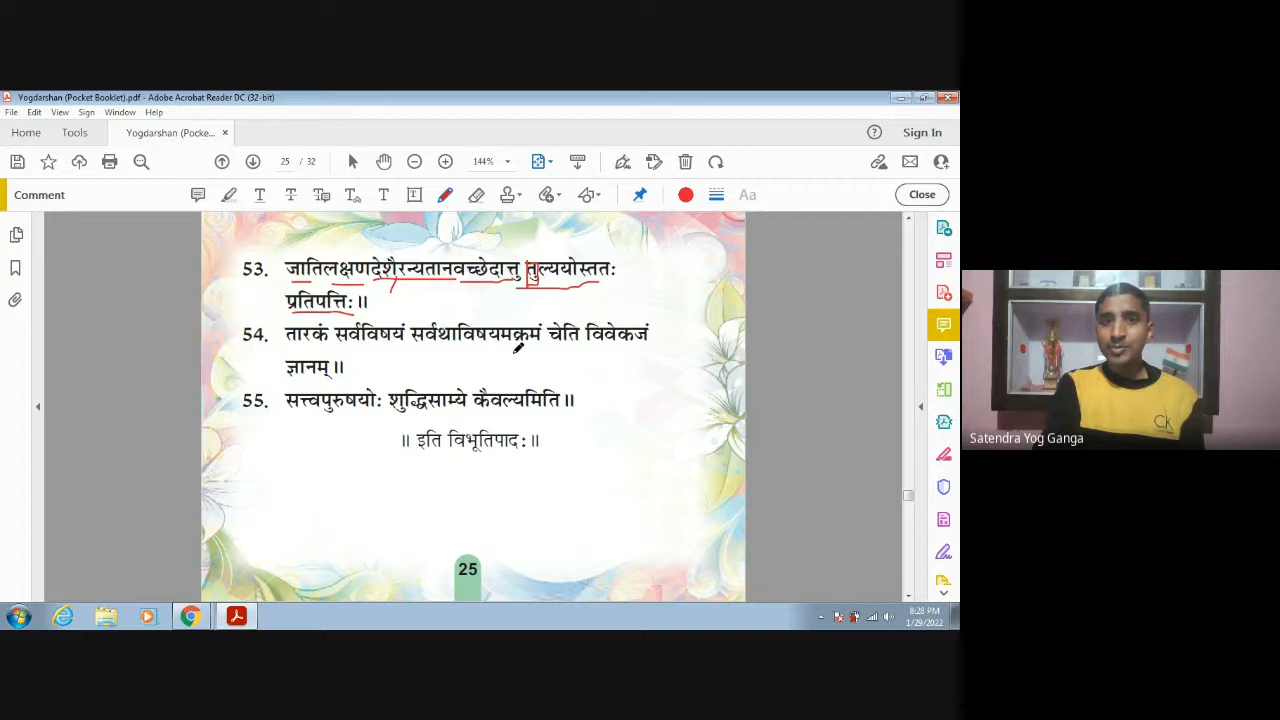 Yogdarshan (Pocket Booklet).pdf - Adobe Acrobat Reader DC (32-bit)
File Edit View Sign Window Help
Home Tools Yogdarshan (Pocke... × Sign In
25 / 32 144%
Comment Aa Close
53. जातिलक्षणदेशैरन्यतानवच्छेदात्तु तुल्ययोस्ततः
प्रतिपत्तिः॥
54. तारकं सर्वविषयं सर्वथाविषयमक्रमं चेति विवेकजं
ज्ञानम्॥
55. सत्त्वपुरुषयोः शुद्धिसाम्ये कैवल्यमिति॥
॥ इति विभूतिपादः॥
25
Ck
Satendra Yog Ganga
8:28 PM
1/29/2022